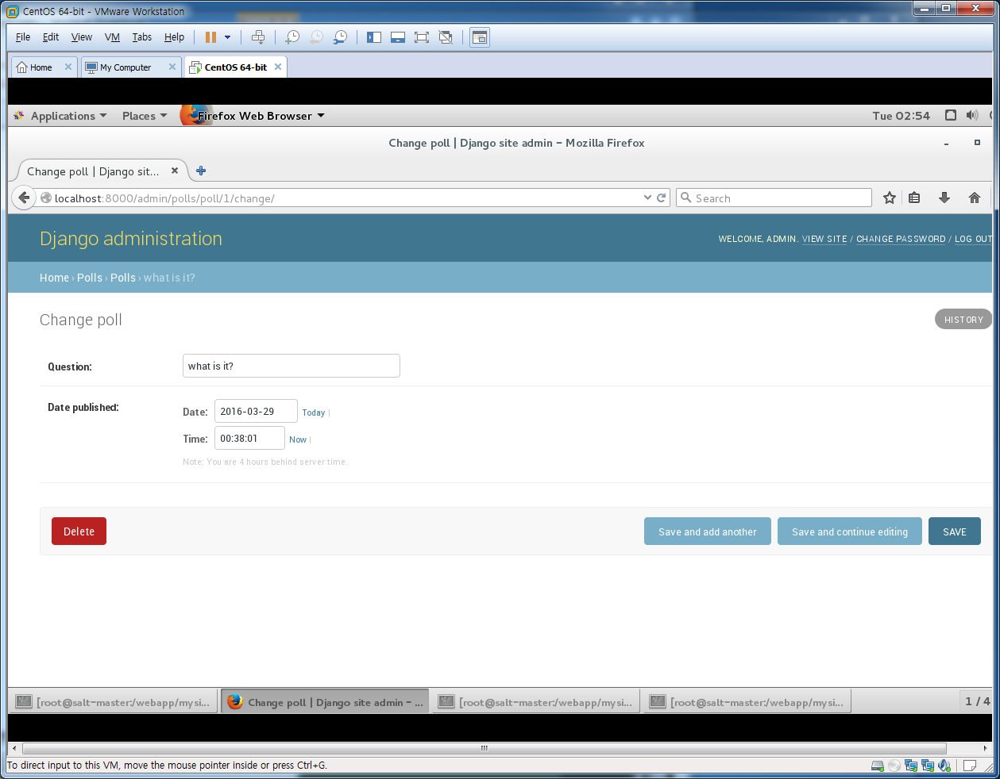 CentOS 64-bit - VMware Workstation
File Edit View VM Tabs Help
Home My Computer CentOS 64-bit
Applications Places Firefox Web Browser Tue 02:54
Change poll | Django site admin - Mozilla Firefox
Change poll | Django sit...
localhost:8000/admin/polls/poll/1/change/ Search
Django administration WELCOME, ADMIN. VIEW SITE / CHANGE PASSWORD / LOG OUT
Home › Polls › Polls › what is it?
Change poll HISTORY
Question: what is it?
Date published: Date: 2016-03-29 Today |
Time: 00:38:01 Now |
Note: You are 4 hours behind server time.
Delete Save and add another Save and continue editing SAVE
[root@salt-master:/webapp/mysi... Change poll | Django site admin - ... [root@salt-master:/webapp/mysi... [root@salt-master:/webapp/mysi... 1 / 4
To direct input to this VM, move the mouse pointer inside or press Ctrl+G.